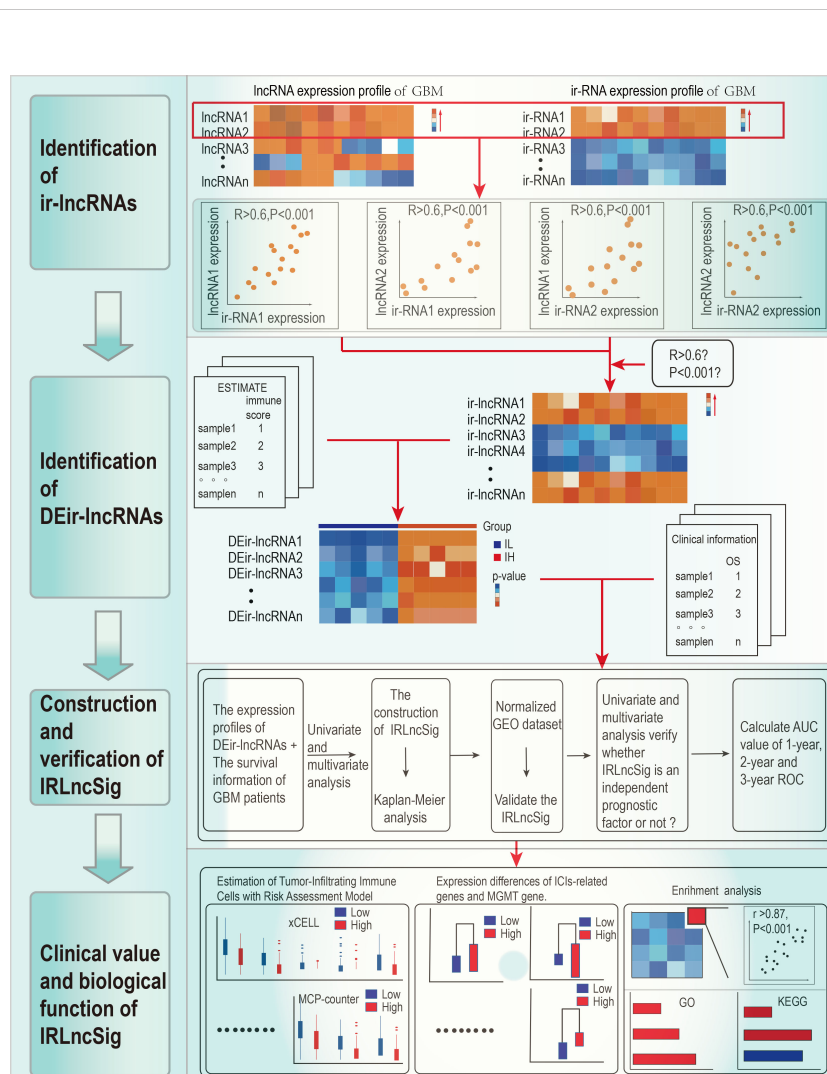 lncRNA expression profile of GBM
ir-RNA expression profile of GBM
lncRNA1
lncRNA2
lncRNA3
lncRNAn
ir-RNA1
ir-RNA2
ir-RNA3
ir-RNAn
Identification
of
ir-lncRNAs
R>0.6,P<0.001
lncRNA1 expression
ir-RNA1 expression
R>0.6,P<0.001
lncRNA2 expression
ir-RNA1 expression
R>0.6,P<0.001
lncRNA1 expression
ir-RNA2 expression
R>0.6,P<0.001
lncRNA2 expression
ir-RNA2 expression
R>0.6?
P<0.001?
Identification
of
DEir-lncRNAs
ESTIMATE
immune
score
sample1 1
sample2 2
sample3 3
samplen n
ir-lncRNA1
ir-lncRNA2
ir-lncRNA3
ir-lncRNA4
ir-lncRNAn
DEir-lncRNA1
DEir-lncRNA2
DEir-lncRNA3
DEir-lncRNAn
Group
IL
IH
p-value
Clinical information
OS
sample1 1
sample2 2
sample3 3
samplen n
Construction
and
verification of
IRLncSig
The expression
profiles of
DEir-lncRNAs +
The survival
information of
GBM patients
Univariate
and
multivariate
analysis
The
construction
of IRLncSig
Kaplan-Meier
analysis
Normalized
GEO dataset
Validate the
IRLncSig
Univariate and
multivariate
analysis verify
whether
IRLncSig is an
independent
prognostic
factor or not ?
Calculate AUC
value of 1-year,
2-year and
3-year ROC
Clinical value
and biological
function of
IRLncSig
Estimation of Tumor-Infiltrating Immune
Cells with Risk Assessment Model
xCELL
Low
High
MCP-counter
Low
High
Expression differences of ICIs-related
genes and MGMT gene.
Low
High
Low
High
Low
High
Enrihment analysis
r >0.87,
P<0.001
GO
KEGG